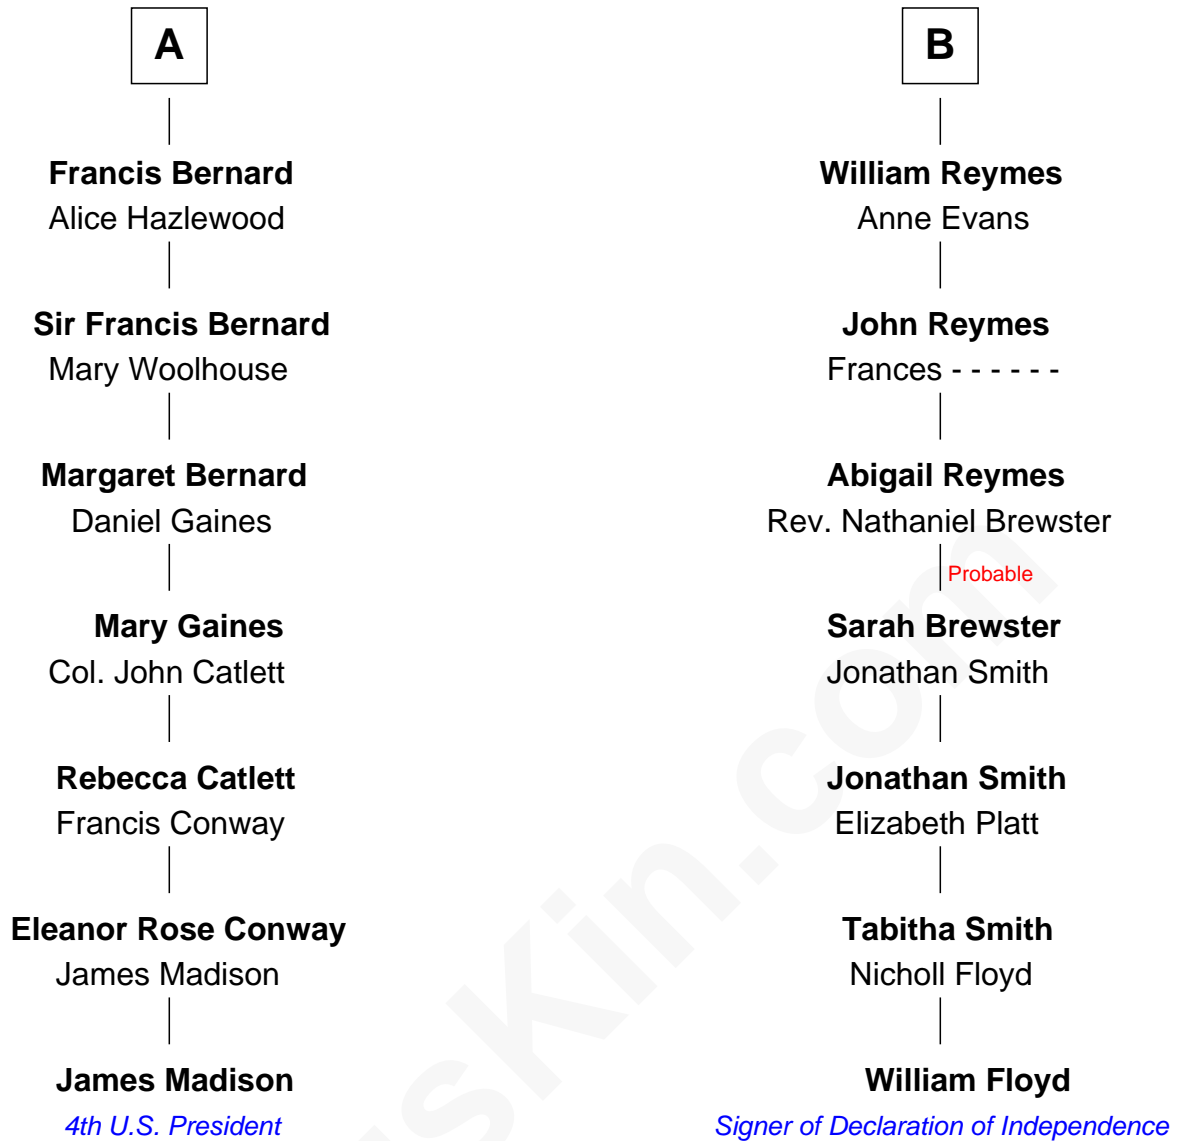 A
Francis Bernard
Alice Hazlewood
Sir Francis Bernard
Mary Woolhouse
Margaret Bernard
Daniel Gaines
Mary Gaines
Col. John Catlett
Rebecca Catlett
Francis Conway
Eleanor Rose Conway
James Madison
James Madison
4th U.S. President
B
William Reymes
Anne Evans
John Reymes
Frances - - - - - -
Abigail Reymes
Rev. Nathaniel Brewster
Probable
Sarah Brewster
Jonathan Smith
Jonathan Smith
Elizabeth Platt
Tabitha Smith
Nicholl Floyd
William Floyd
Signer of Declaration of Independence
usKin.com